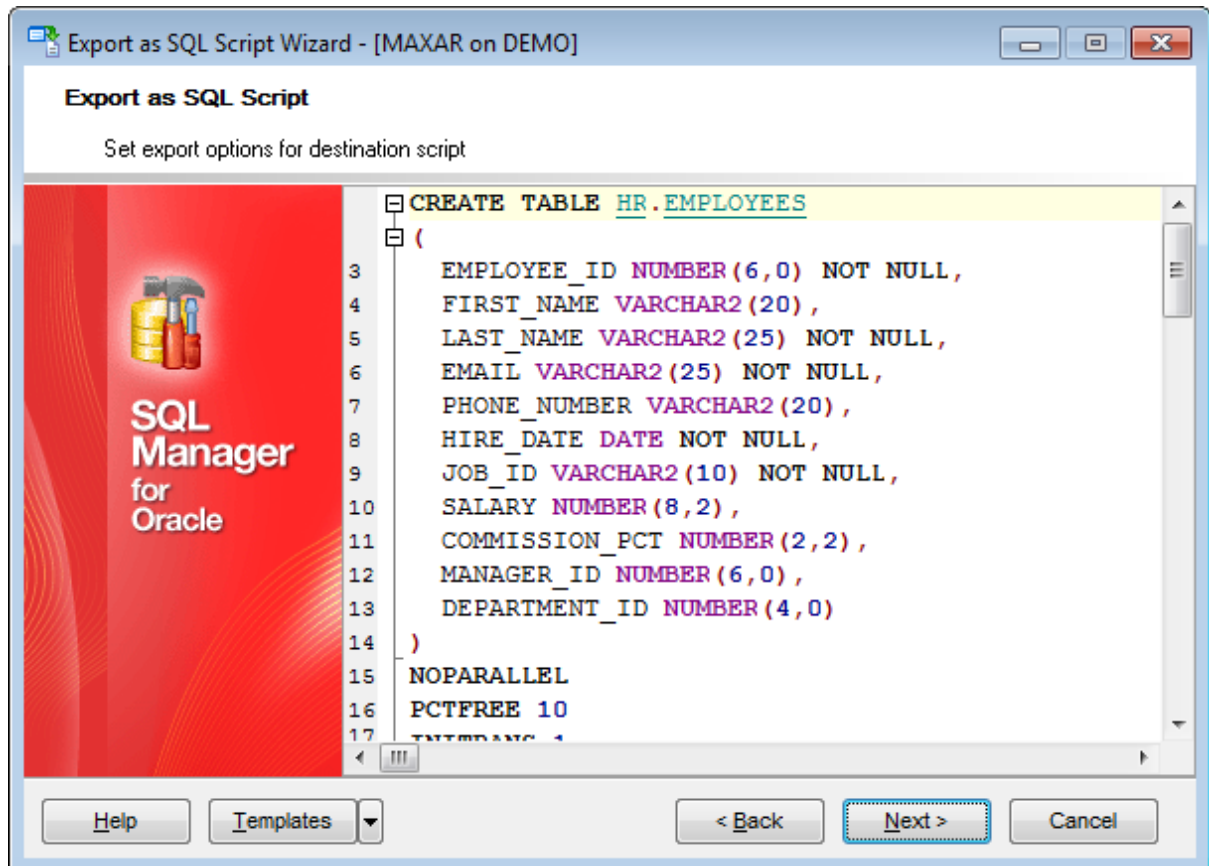 Export as SQL Script Wizard - [MAXAR on DEMO]
Export as SQL Script
Set export options for destination script
SQL
Manager
for
Oracle
CREATE TABLE HR.EMPLOYEES
(
3 EMPLOYEE_ID NUMBER(6,0) NOT NULL,
4 FIRST_NAME VARCHAR2(20),
5 LAST_NAME VARCHAR2(25) NOT NULL,
6 EMAIL VARCHAR2(25) NOT NULL,
7 PHONE_NUMBER VARCHAR2(20),
8 HIRE_DATE DATE NOT NULL,
9 JOB_ID VARCHAR2(10) NOT NULL,
10 SALARY NUMBER(8,2),
11 COMMISSION_PCT NUMBER(2,2),
12 MANAGER_ID NUMBER(6,0),
13 DEPARTMENT_ID NUMBER(4,0)
14 )
15 NOPARALLEL
16 PCTFREE 10
17 INITRANS 1
Help Templates < Back Next > Cancel